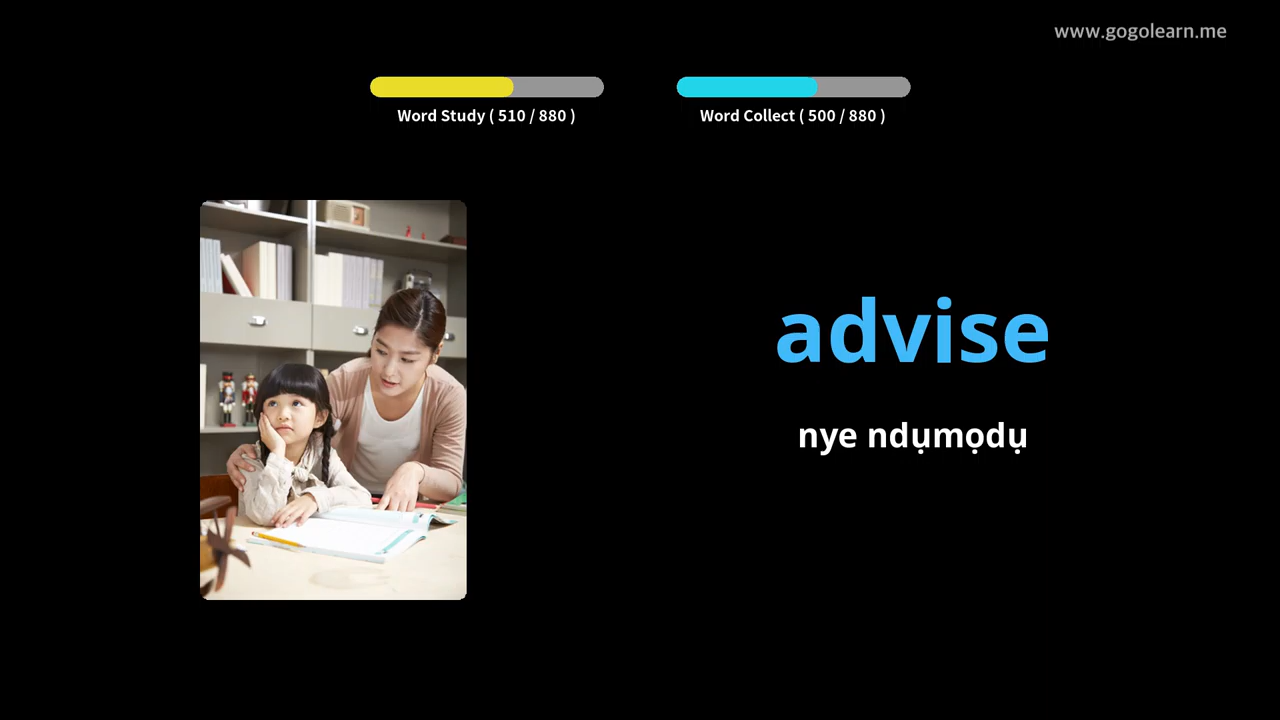 www.gogolearn.me
Word Study ( 510 / 880 )
Word Collect ( 500 / 880 )
advise
nye ndụmọdụ